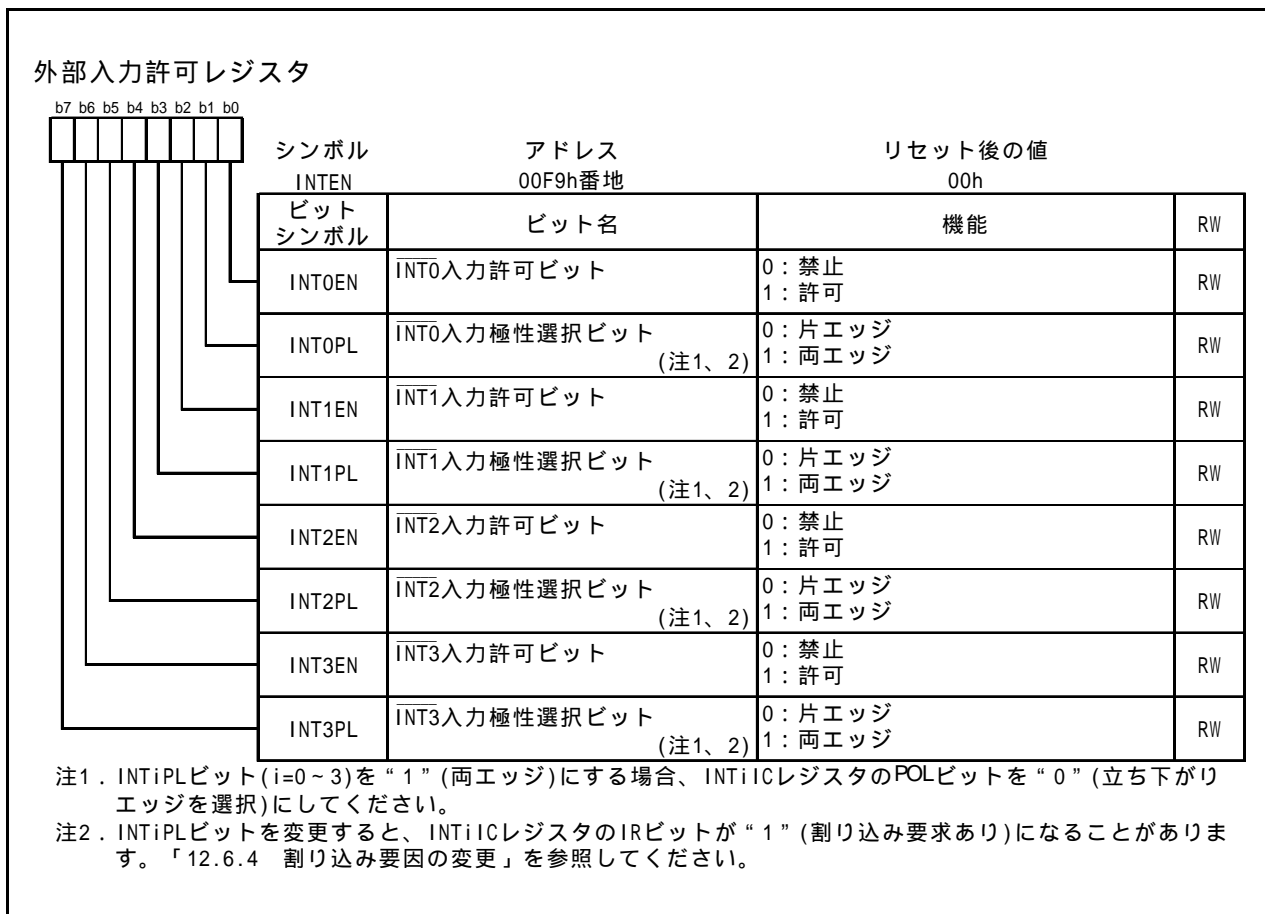 外部入力許可レジスタ
b7 b6 b5 b4 b3 b2 b1 b0
シンボル アドレス リセット後の値
INTEN 00F9h番地 00h
ビット
シンボル ビット名 機能 RW
INT0EN INT0入力許可ビット 0：禁止
1：許可 RW
INT0PL INT0入力極性選択ビット
(注1、2) 0：片エッジ
1：両エッジ RW
INT1EN INT1入力許可ビット 0：禁止
1：許可 RW
INT1PL INT1入力極性選択ビット
(注1、2) 0：片エッジ
1：両エッジ RW
INT2EN INT2入力許可ビット 0：禁止
1：許可 RW
INT2PL INT2入力極性選択ビット
(注1、2) 0：片エッジ
1：両エッジ RW
INT3EN INT3入力許可ビット 0：禁止
1：許可 RW
INT3PL INT3入力極性選択ビット
(注1、2) 0：片エッジ
1：両エッジ RW
注1．INTiPLビット(i=0~3)を“1”(両エッジ)にする場合、INTiICレジスタのPOLビットを“0”(立ち下がり
エッジを選択)にしてください。
注2．INTiPLビットを変更すると、INTiICレジスタのIRビットが“1”(割り込み要求あり)になることがありま
す。「12.6.4 割り込み要因の変更」を参照してください。